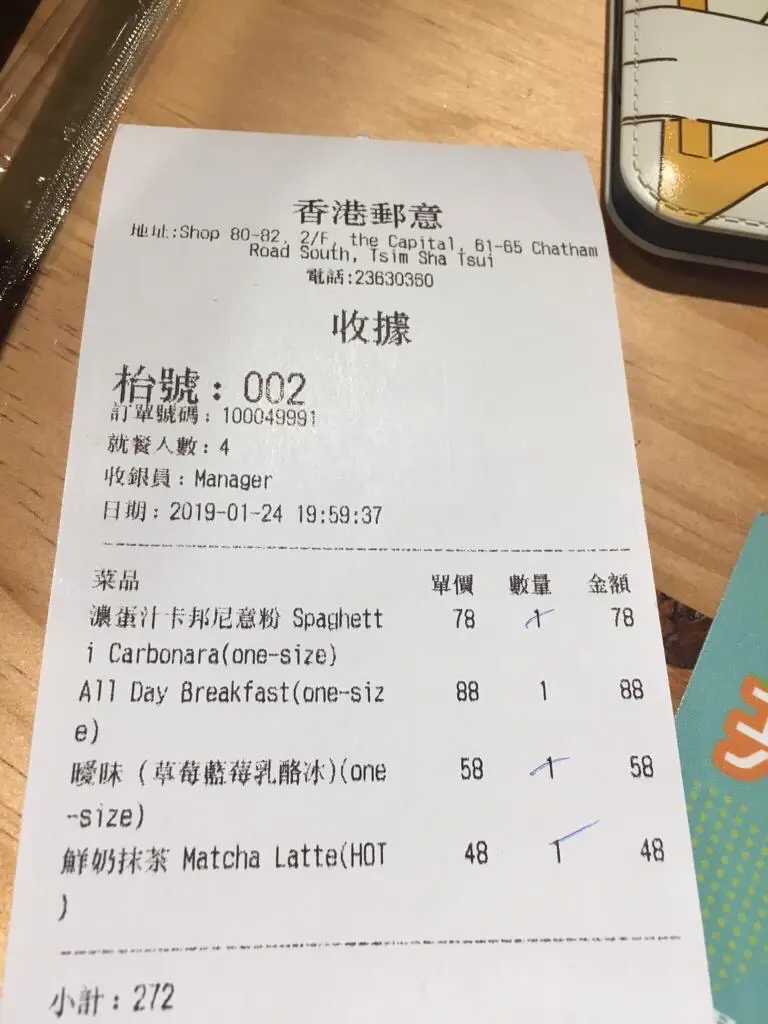 香港郵意
地址:Shop 80-82, 2/F, the Capital, 61-65 Chatham
Road South, Tsim Sha Tsui
電話:23630360
收據
枱號: 002
訂單號碼: 100049991
就餐人數: 4
收銀員: Manager
日期: 2019-01-24 19:59:37
菜品 單價 數量 金額
濃蛋汁卡邦尼意粉 Spaghett 78 1 78
i Carbonara(one-size)
All Day Breakfast(one-siz 88 1 88
e)
曖昧 (草莓藍莓乳酪冰)(one 58 1 58
-size)
鮮奶抹茶 Matcha Latte(HOT 48 1 48
)
小計: 272